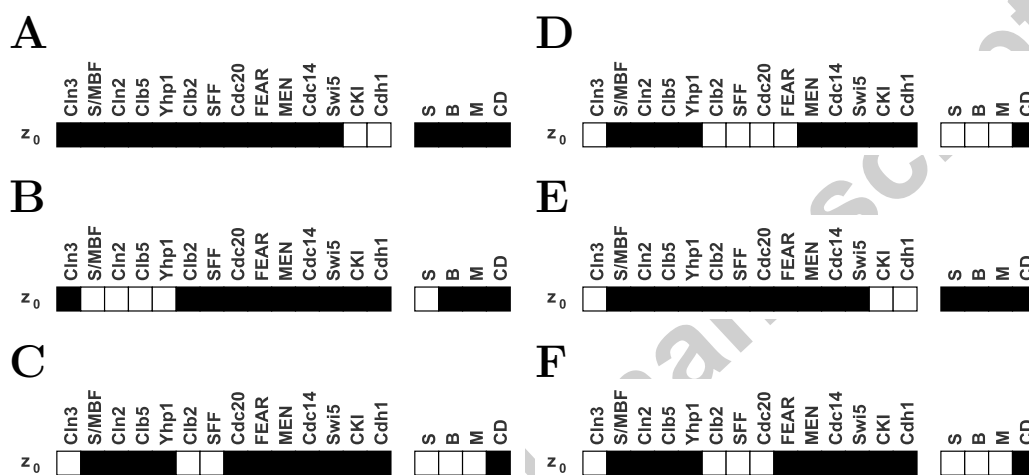 A
Cln3 S/MBF Cln2 Clb5 Yhp1 Clb2 SFF Cdc20 FEAR MEN Cdc14 Swi5 CKI Cdh1 S B M CD
z0
B
Cln3 S/MBF Cln2 Clb5 Yhp1 Clb2 SFF Cdc20 FEAR MEN Cdc14 Swi5 CKI Cdh1 S B M CD
z0
C
Cln3 S/MBF Cln2 Clb5 Yhp1 Clb2 SFF Cdc20 FEAR MEN Cdc14 Swi5 CKI Cdh1 S B M CD
z0
D
Cln3 S/MBF Cln2 Clb5 Yhp1 Clb2 SFF Cdc20 FEAR MEN Cdc14 Swi5 CKI Cdh1 S B M CD
z0
E
Cln3 S/MBF Cln2 Clb5 Yhp1 Clb2 SFF Cdc20 FEAR MEN Cdc14 Swi5 CKI Cdh1 S B M CD
z0
F
Cln3 S/MBF Cln2 Clb5 Yhp1 Clb2 SFF Cdc20 FEAR MEN Cdc14 Swi5 CKI Cdh1 S B M CD
z0